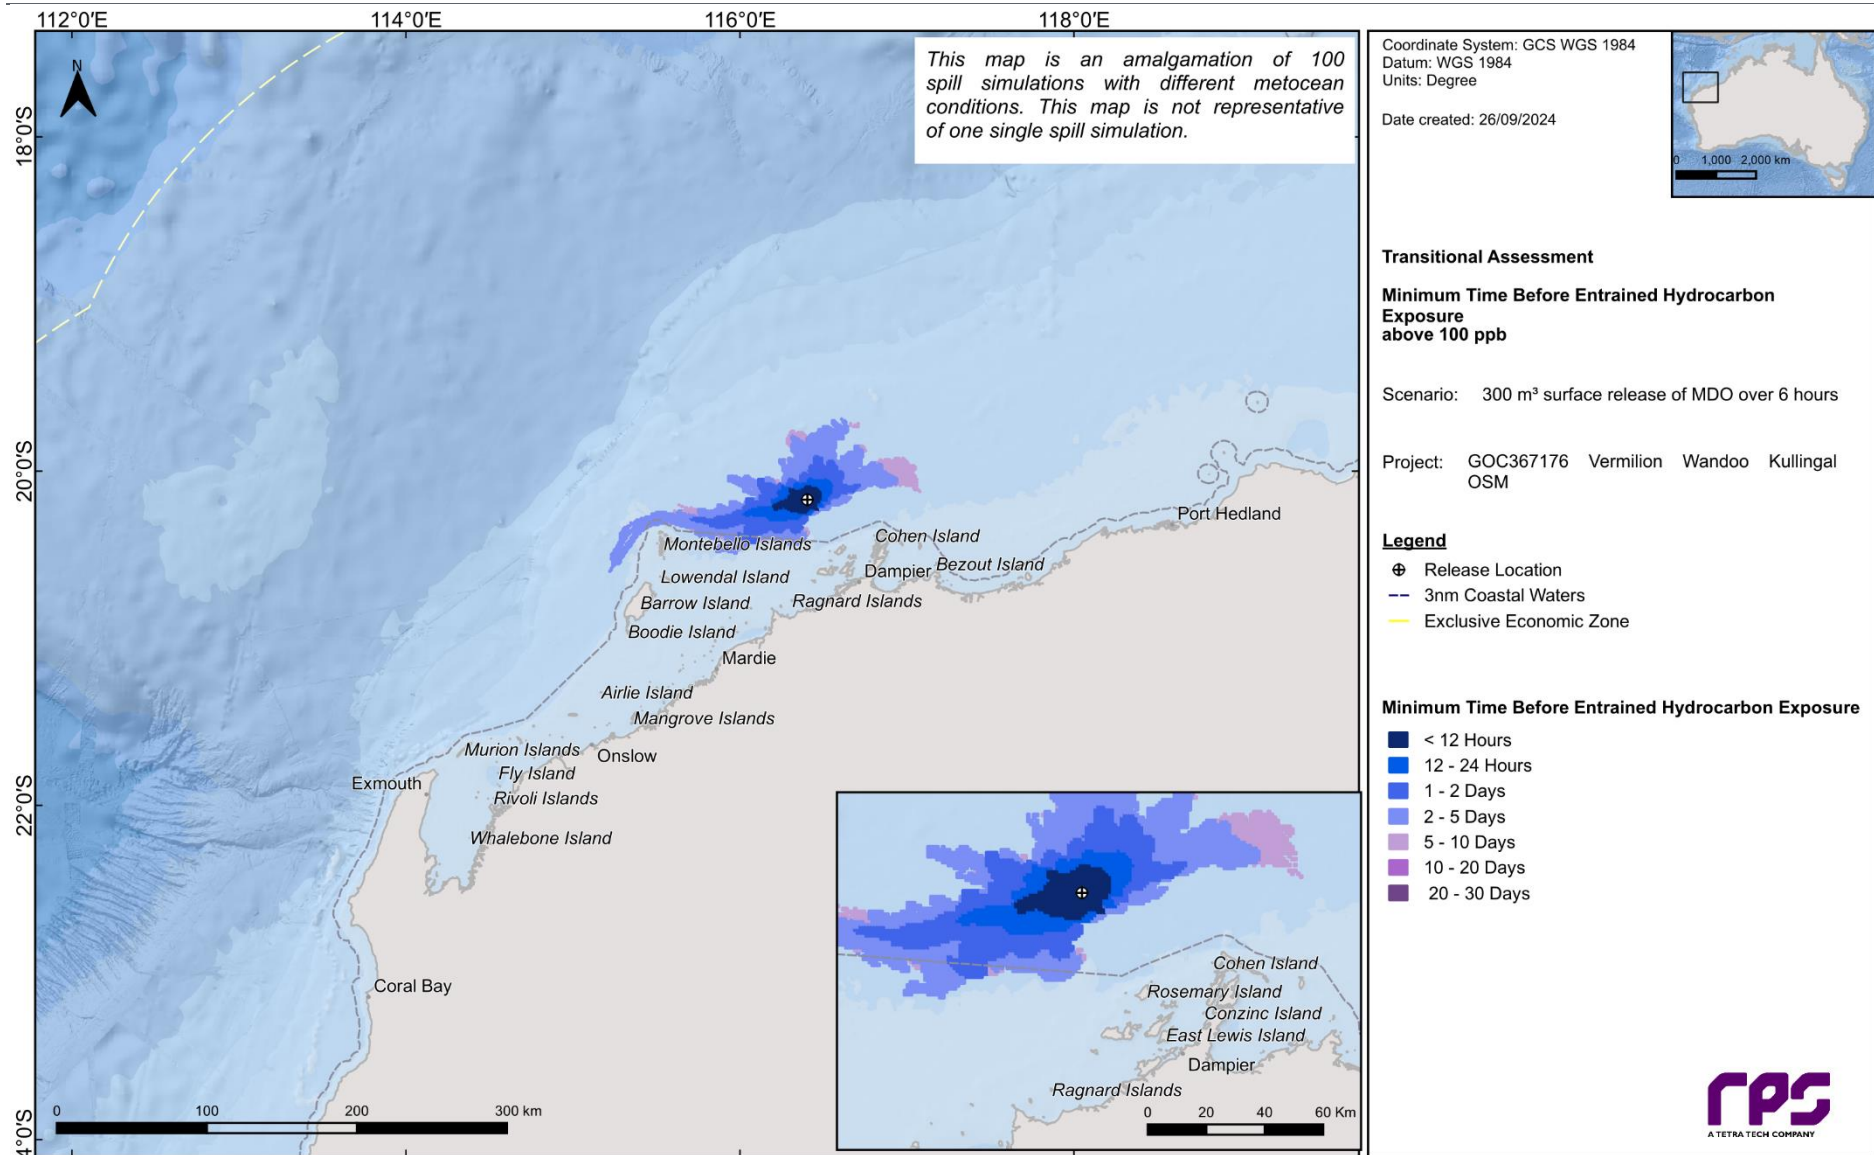 112°0'E 114°0'E 116°0'E 118°0'E
N
This map is an amalgamation of 100
spill simulations with different metocean
conditions. This map is not representative
of one single spill simulation.
18°0'S
20°0'S
22°0'S
4°0'S
Montebello Islands
Lowendal Island
Barrow Island
Boodie Island
Cohen Island
Dampier
Bezout Island
Ragnard Islands
Port Hedland
Mardie
Airlie Island
Mangrove Islands
Murion Islands
Onslow
Fly Island
Exmouth
Rivoli Islands
Whalebone Island
Coral Bay
0 100 200 300 km
Cohen Island
Rosemary Island
Conzinc Island
East Lewis Island
Dampier
Ragnard Islands
0 20 40 60 Km
Coordinate System: GCS WGS 1984
Datum: WGS 1984
Units: Degree
Date created: 26/09/2024
0 1,000 2,000 km
Transitional Assessment
Minimum Time Before Entrained Hydrocarbon
Exposure
above 100 ppb
Scenario: 300 m³ surface release of MDO over 6 hours
Project: GOC367176 Vermilion Wandoo Kullingal
OSM
Legend
Release Location
3nm Coastal Waters
Exclusive Economic Zone
Minimum Time Before Entrained Hydrocarbon Exposure
< 12 Hours
12 - 24 Hours
1 - 2 Days
2 - 5 Days
5 - 10 Days
10 - 20 Days
20 - 30 Days
rps
A TETRA TECH COMPANY